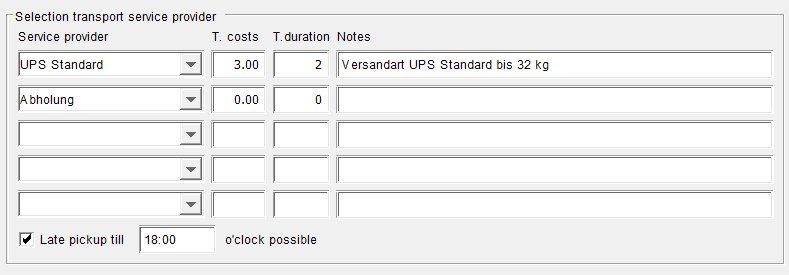 Selection transport service provider
Service provider T. costs T.duration Notes
UPS Standard 3.00 2 Versandart UPS Standard bis 32 kg
Abholung 0.00 0
Late pickup till 18:00 o'clock possible